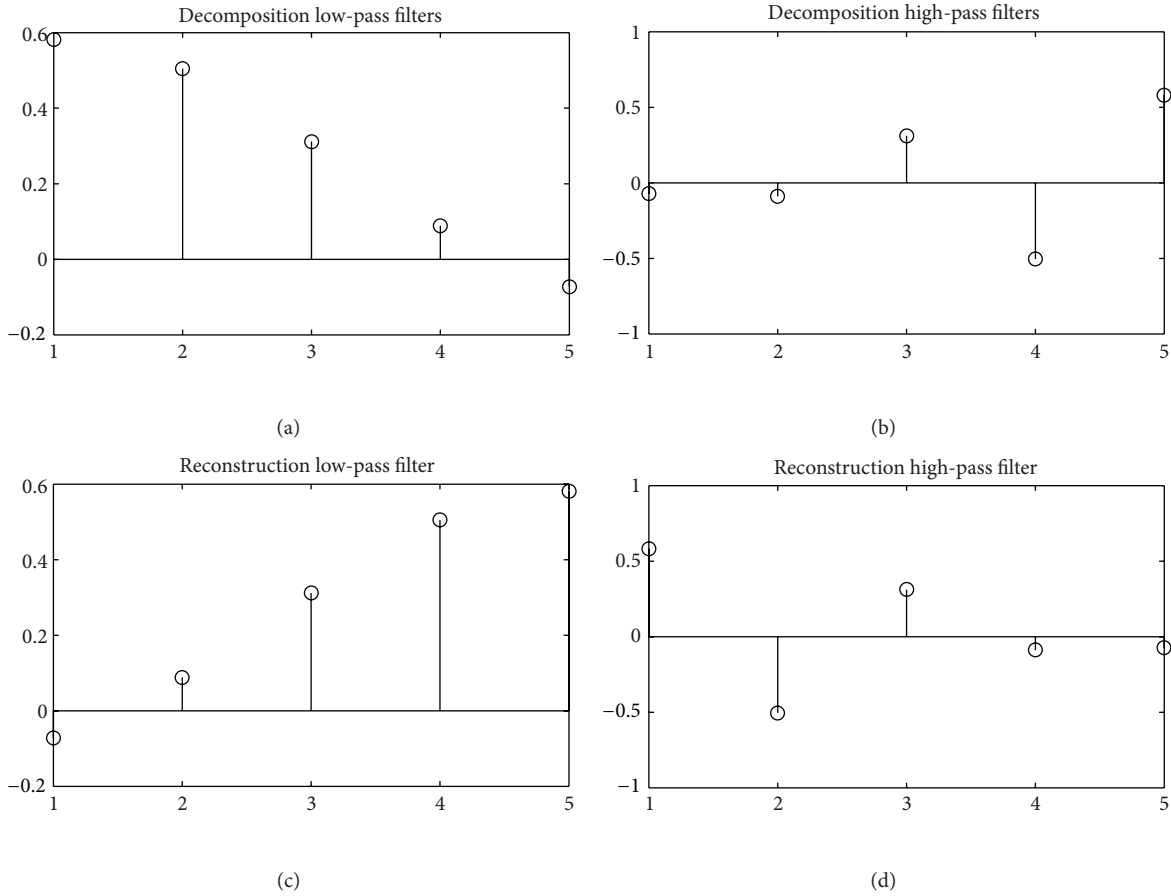 Decomposition low-pass filters
0.6
0.4
0.2
0
−0.2
1 2 3 4 5
(a)
Decomposition high-pass filters
1
0.5
0
−0.5
−1
1 2 3 4 5
(b)
Reconstruction low-pass filter
0.6
0.4
0.2
0
−0.2
1 2 3 4 5
(c)
Reconstruction high-pass filter
1
0.5
0
−0.5
−1
1 2 3 4 5
(d)